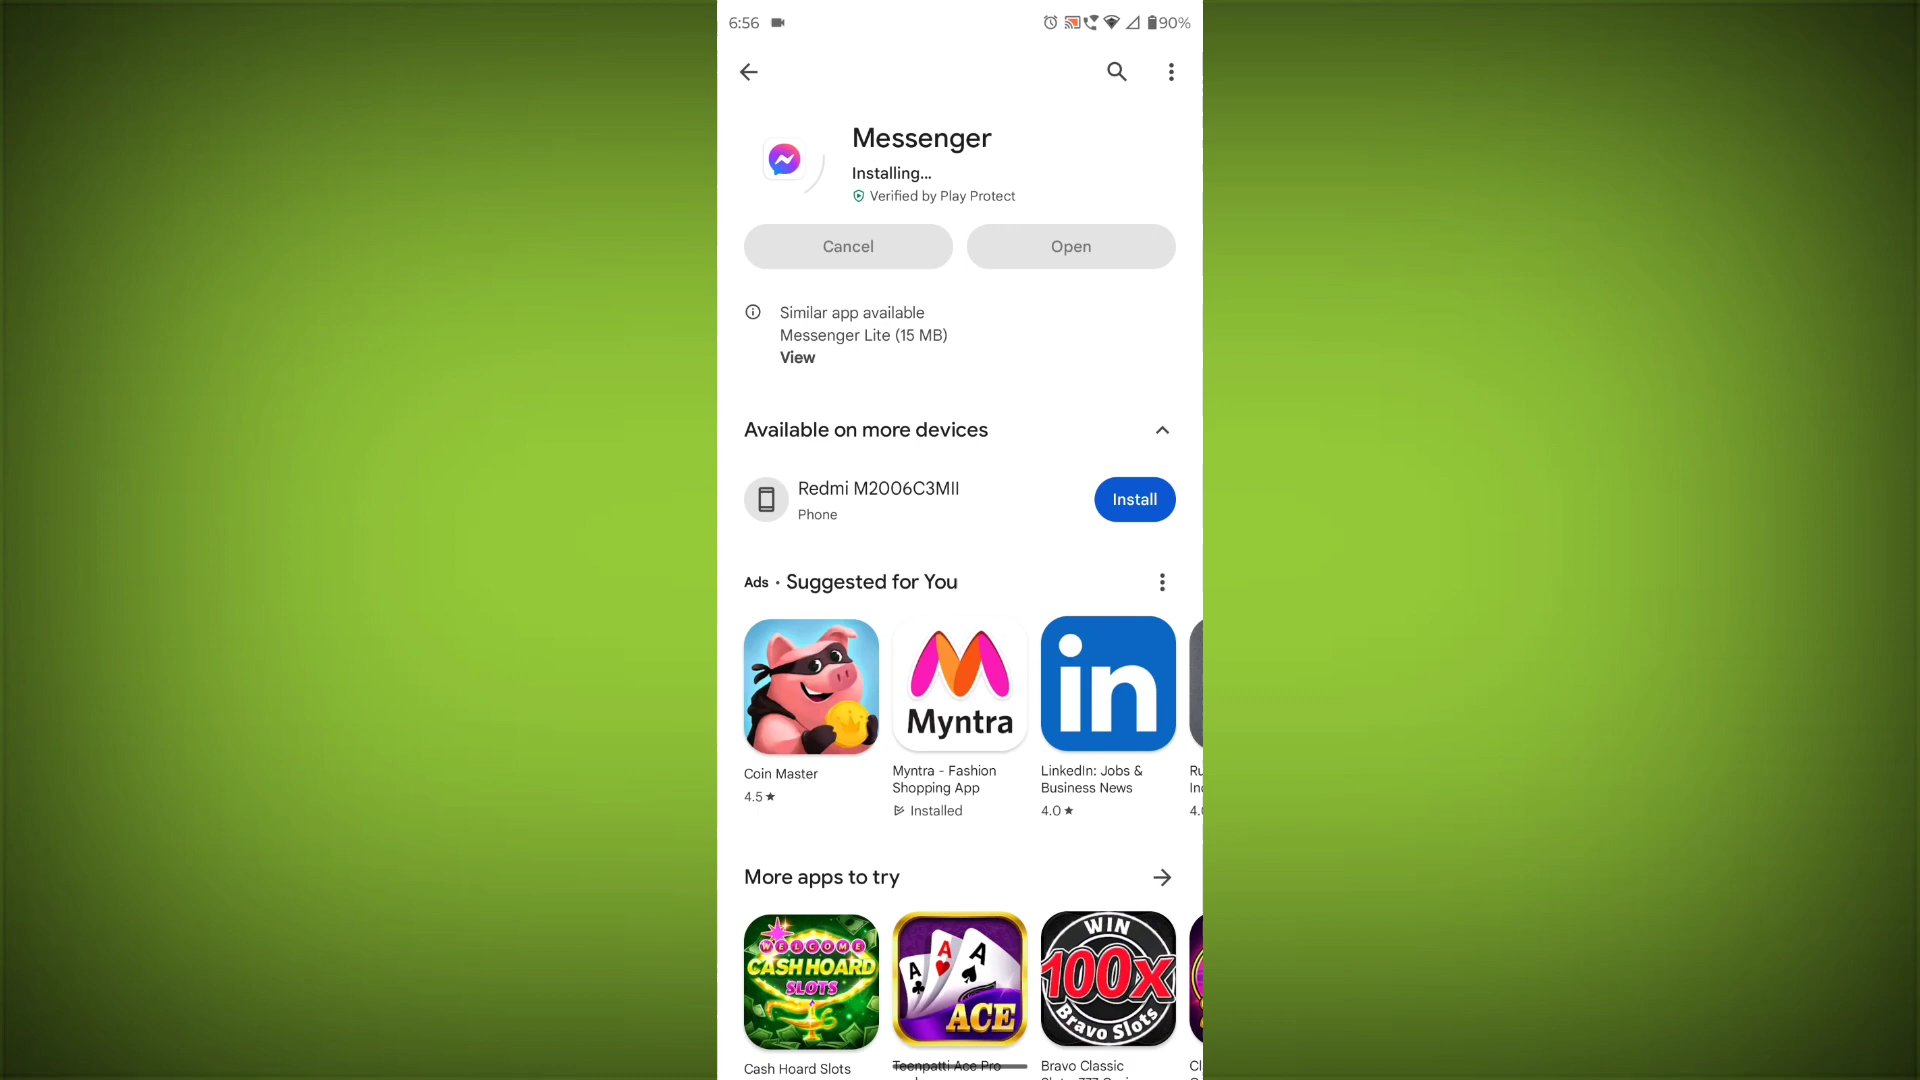 6:56
90%
Messenger
Installing...
Verified by Play Protect
Cancel
Open
Similar app available
Messenger Lite (15 MB)
View
Available on more devices
Redmi M2006C3MII
Phone
Install
Ads • Suggested for You
Myntra
in
Coin Master
4.5★
Myntra - Fashion
Shopping App
Installed
LinkedIn: Jobs &
Business News
4.0★
More apps to try
WELCOME
CASH HOARD
SLOTS
A A A
ACE
WIN
100X
Bravo Slots
Cash Hoard Slots
Teenpatti Ace Pro
Bravo Classic